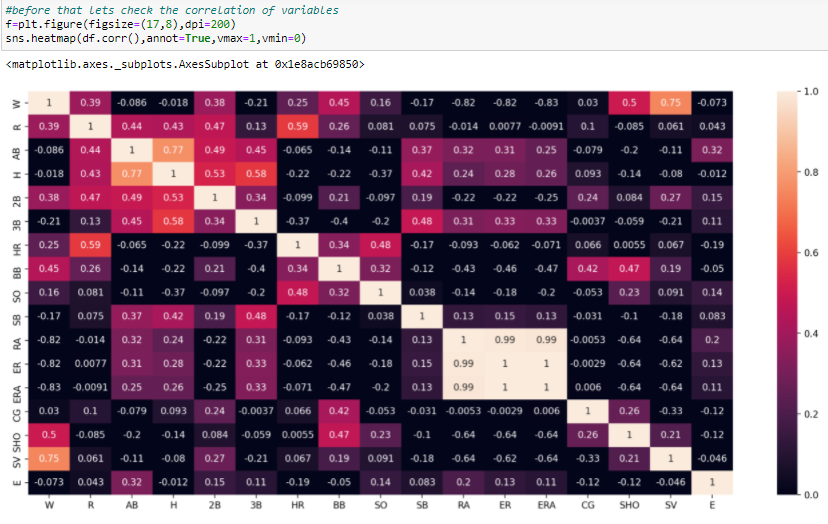 #before that lets check the correlation of variables
f=plt.figure(figsize=(17,8),dpi=200)
sns.heatmap(df.corr(),annot=True,vmax=1,vmin=0)
<matplotlib.axes._subplots.AxesSubplot at 0x1e8acb69850>
W 1 0.39 -0.086 -0.018 0.38 -0.21 0.25 0.45 0.16 -0.17 -0.82 -0.82 -0.83 0.03 0.5 0.75 -0.073
R 0.39 1 0.44 0.43 0.47 0.13 0.59 0.26 0.081 0.075 -0.014 0.0077 -0.0091 0.1 -0.085 0.061 0.043
AB -0.086 0.44 1 0.77 0.49 0.45 -0.065 -0.14 -0.11 0.37 0.32 0.31 0.25 -0.079 -0.2 -0.11 0.32
H -0.018 0.43 0.77 1 0.53 0.58 -0.22 -0.22 -0.37 0.42 0.24 0.28 0.26 0.093 -0.14 -0.08 -0.012
2B 0.38 0.47 0.49 0.53 1 0.34 -0.099 0.21 -0.097 0.19 -0.22 -0.22 -0.25 0.24 0.084 0.27 0.15
3B -0.21 0.13 0.45 0.58 0.34 1 -0.37 -0.4 -0.2 0.48 0.31 0.33 0.33 -0.0037 -0.059 -0.21 0.11
HR 0.25 0.59 -0.065 -0.22 -0.099 -0.37 1 0.34 0.48 -0.17 -0.093 -0.062 -0.071 0.066 0.0055 0.067 -0.19
BB 0.45 0.26 -0.14 -0.22 0.21 -0.4 0.34 1 0.32 -0.12 -0.43 -0.46 -0.47 0.42 0.47 0.19 -0.05
SO 0.16 0.081 -0.11 -0.37 -0.097 -0.2 0.48 0.32 1 0.038 -0.14 -0.18 -0.2 -0.053 0.23 0.091 0.14
SB -0.17 0.075 0.37 0.42 0.19 0.48 -0.17 -0.12 0.038 1 0.13 0.15 0.13 -0.031 -0.1 -0.18 0.083
RA -0.82 -0.014 0.32 0.24 -0.22 0.31 -0.093 -0.43 -0.14 0.13 1 0.99 0.99 -0.0053 -0.64 -0.64 0.2
ER -0.82 0.0077 0.31 0.28 -0.22 0.33 -0.062 -0.46 -0.18 0.15 0.99 1 1 -0.0029 -0.64 -0.62 0.13
ERA -0.83 -0.0091 0.25 0.26 -0.25 0.33 -0.071 -0.47 -0.2 0.13 0.99 1 1 0.006 -0.64 -0.64 0.11
CG 0.03 0.1 -0.079 0.093 0.24 -0.0037 0.066 0.42 -0.053 -0.031 -0.0053 -0.0029 0.006 1 0.26 -0.33 -0.12
SHO 0.5 -0.085 -0.2 -0.14 0.084 -0.059 0.0055 0.47 0.23 -0.1 -0.64 -0.64 -0.64 0.26 1 0.21 -0.12
SV 0.75 0.061 -0.11 -0.08 0.27 -0.21 0.067 0.19 0.091 -0.18 -0.64 -0.62 -0.64 -0.33 0.21 1 -0.046
E -0.073 0.043 0.32 -0.012 0.15 0.11 -0.19 -0.05 0.14 0.083 0.2 0.13 0.11 -0.12 -0.12 -0.046 1
W R AB H 2B 3B HR BB SO SB RA ER ERA CG SHO SV E
1.0
0.8
0.6
0.4
0.2
0.0